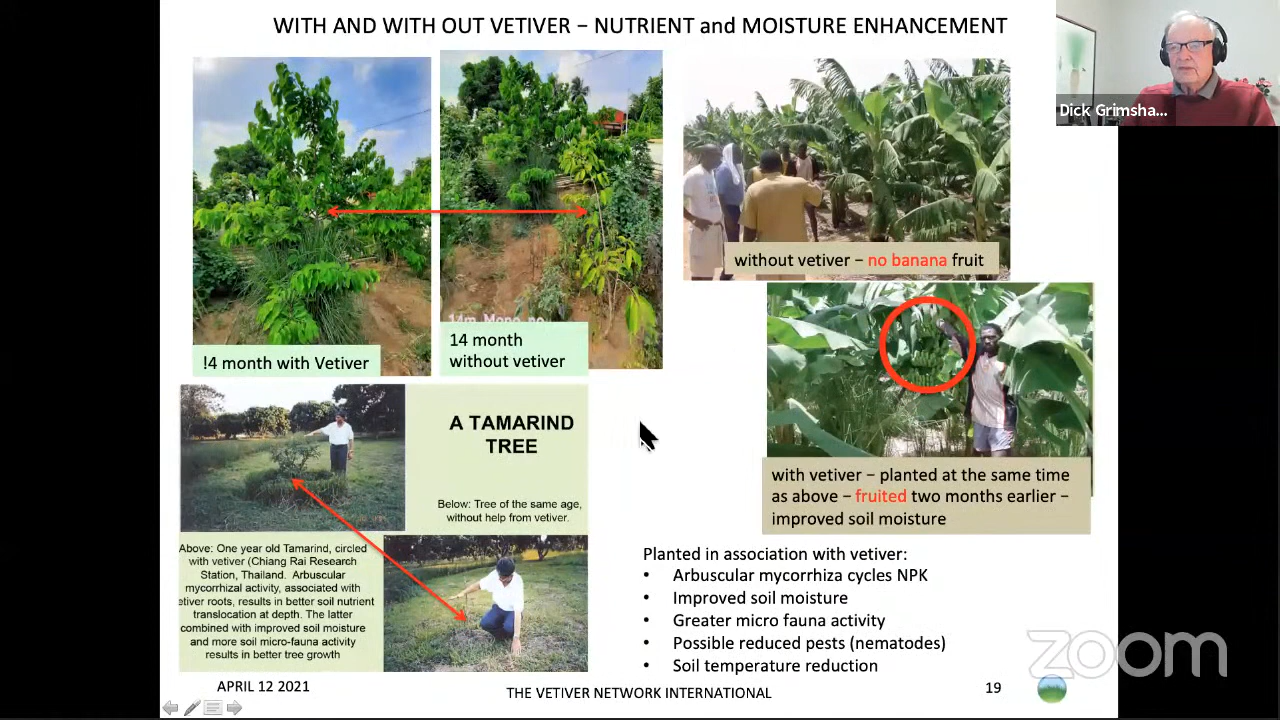 WITH AND WITH OUT VETIVER – NUTRIENT and MOISTURE ENHANCEMENT
Dick Grimsha...
without vetiver – no banana fruit
14m Mono no
!4 month with Vetiver
14 month
without vetiver
A TAMARIND
TREE
Below: Tree of the same age,
without help from vetiver.
with vetiver – planted at the same time
as above – fruited two months earlier –
improved soil moisture
Above: One year old Tamarind, circled
with vetiver (Chiang Rai Research
Station, Thailand. Arbuscular
mycorrhizal activity, associated with
etiver roots, results in better soil nutrient
translocation at depth. The latter
combined with improved soil moisture
and more soil micro-fauna activity
results in better tree growth
Planted in association with vetiver:
• Arbuscular mycorrhiza cycles NPK
• Improved soil moisture
• Greater micro fauna activity
• Possible reduced pests (nematodes)
• Soil temperature reduction
zoom
APRIL 12 2021
THE VETIVER NETWORK INTERNATIONAL
19